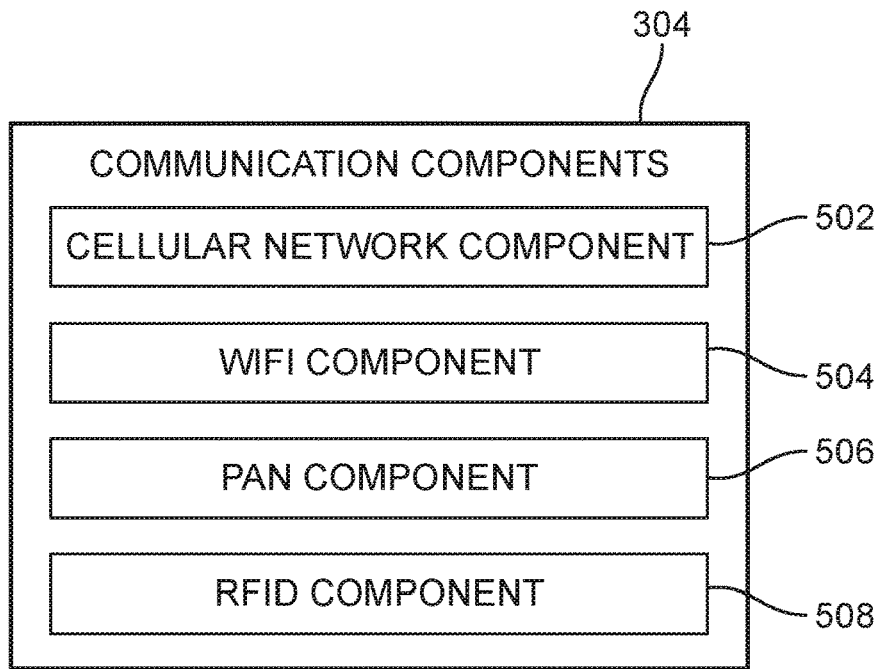 304
COMMUNICATION COMPONENTS
CELLULAR NETWORK COMPONENT
502
WIFI COMPONENT
504
PAN COMPONENT
506
RFID COMPONENT
508